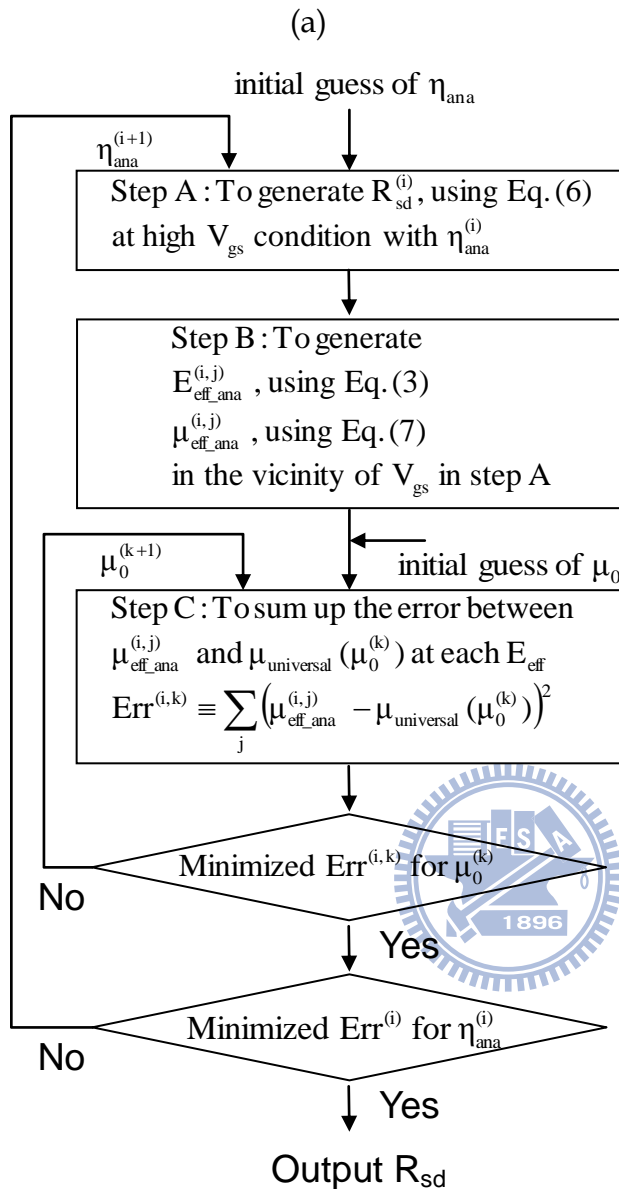 (a)
initial guess of η_ana
η_ana^(i+1)
Step A : To generate R_sd^(i), using Eq. (6)
at high V_gs condition with η_ana^(i)
Step B : To generate
E_eff_ana^(i, j) , using Eq. (3)
μ_eff_ana^(i, j) , using Eq. (7)
in the vicinity of V_gs in step A
μ_0^(k+1)
initial guess of μ_0
Step C : To sum up the error between
μ_eff_ana^(i, j) and μ_universal (μ_0^(k)) at each E_eff
Err^(i, k) ≡ ∑_j (μ_eff_ana^(i, j) − μ_universal (μ_0^(k)))^2
Minimized Err^(i, k) for μ_0^(k)
No
ES A
1896
Yes
Minimized Err^(i) for η_ana^(i)
No
Yes
Output R_sd